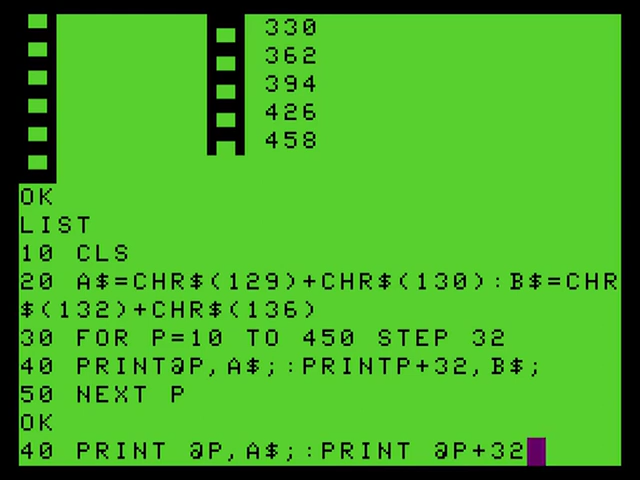 330
362
394
426
458
OK
LIST
10 CLS
20 A$=CHR$(129)+CHR$(130):B$=CHR
$(132)+CHR$(136)
30 FOR P=10 TO 450 STEP 32
40 PRINT@P,A$;:PRINTP+32,B$;
50 NEXT P
OK
40 PRINT @P,A$;:PRINT @P+32